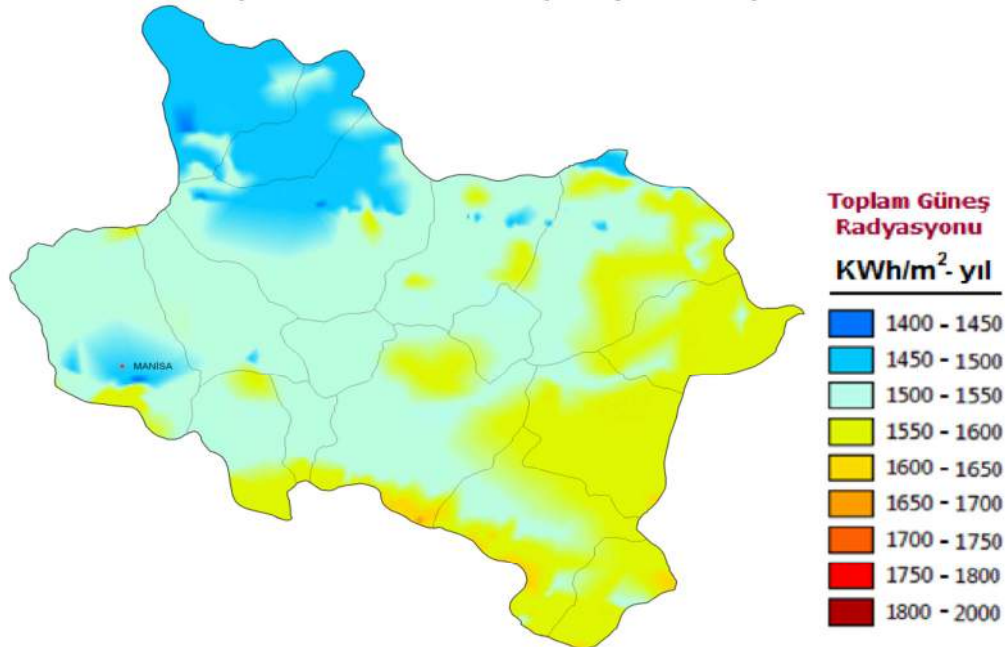 MANİSA
Toplam Güneş
Radyasyonu
KWh/m²- yıl
1400 - 1450
1450 - 1500
1500 - 1550
1550 - 1600
1600 - 1650
1650 - 1700
1700 - 1750
1750 - 1800
1800 - 2000